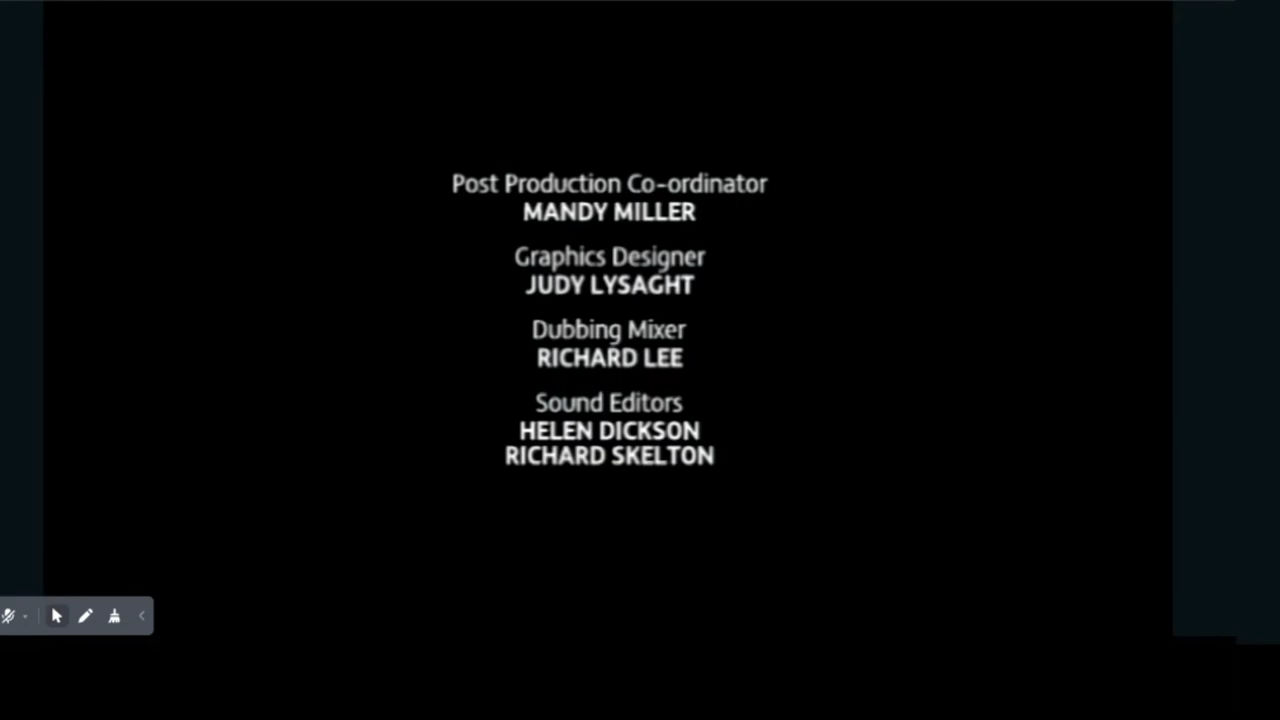 Post Production Co-ordinator
MANDY MILLER
Graphics Designer
JUDY LYSAGHT
Dubbing Mixer
RICHARD LEE
Sound Editors
HELEN DICKSON
RICHARD SKELTON